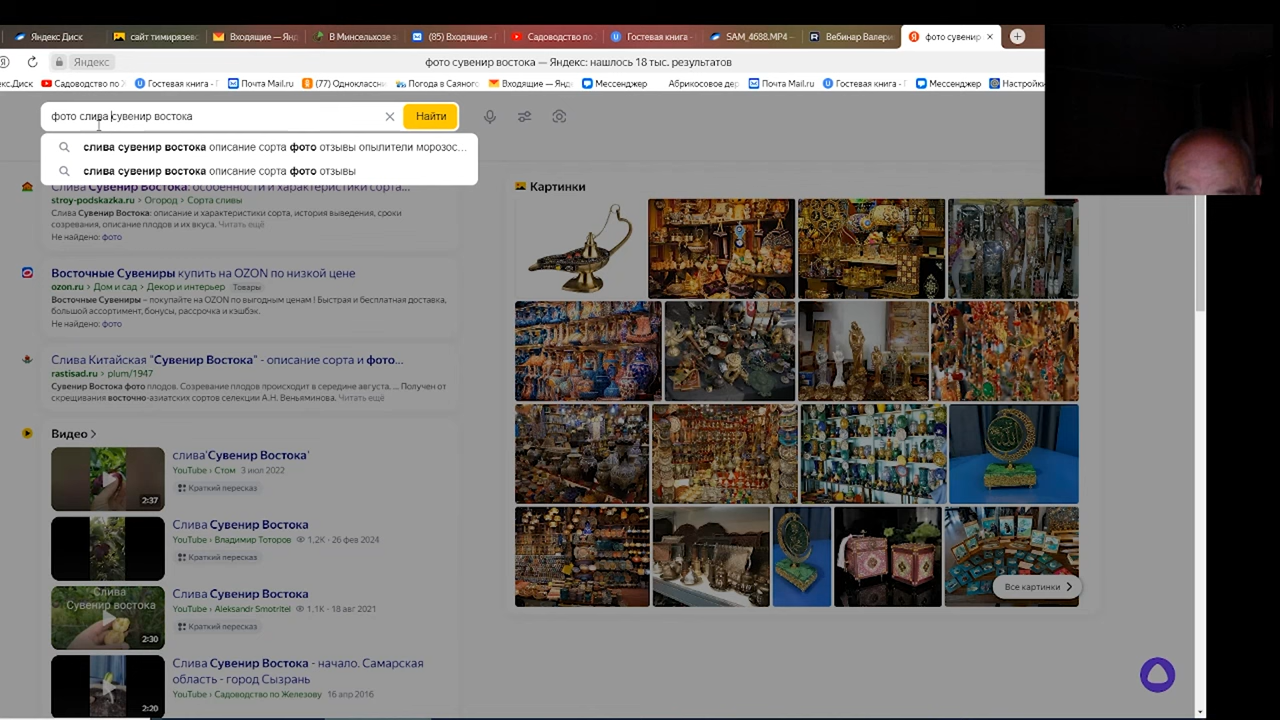 Яндекс Диск
сайт тимирязевс
Входящие — Янд
В Минсельхозе з
(85) Входящие -
Садоводство по
Гостевая книга -
SAM_4688.MP4 –
Вебинар Валери
фото сувенир
Яндекс
фото сувенир востока — Яндекс: нашлось 18 тыс. результатов
кс.Диск
Садоводство по
Гостевая книга - (
Почта Mail.ru
(77) Одноклассн
Погода в Саяного
Входящие — Янд
Мессенджер
Абрикосовое дер
Почта Mail.ru
Гостевая книга - (
Мессенджер
Настройки
фото слива сувенир востока
Найти
слива сувенир востока описание сорта фото отзывы опылители морозос...
слива сувенир востока описание сорта фото отзывы
Слива Сувенир Востока: особенности и характеристики сорта...
stroy-podskazka.ru › Огород › Сорта сливы
Слива Сувенир Востока: описание и характеристики сорта, история выведения, сроки
созревания, описание плодов и их вкуса. Читать ещё
Не найдено: фото
Восточные Сувениры купить на OZON по низкой цене
ozon.ru › Дом и сад › Декор и интерьер Товары
Восточные Сувениры – покупайте на OZON по выгодным ценам ! Быстрая и бесплатная доставка,
большой ассортимент, бонусы, рассрочка и кэшбэк.
Не найдено: фото
Слива Китайская "Сувенир Востока" - описание сорта и фото...
rastisad.ru › plum/1947
Сувенир Востока фото плодов. Созревание плодов происходит в середине августа. ... Получен от
скрещивания восточно-азиатских сортов селекции А.Н. Веньяминова. Читать ещё
Видео
2:37
слива'Сувенир Востока'
YouTube › Стом 3 июл 2022
Краткий пересказ
Слива Сувенир Востока
YouTube › Владимир Тоторов 1,2K · 26 фев 2024
Краткий пересказ
Слива
Сувенир востока
2:30
Слива Сувенир Востока
YouTube › Aleksandr Smotritel 1,1K · 18 авг 2021
Краткий пересказ
2:20
Слива Сувенир Востока - начало. Самарская
область - город Сызрань
YouTube › Садоводство по Железову 16 апр 2016
Картинки
Все картинки